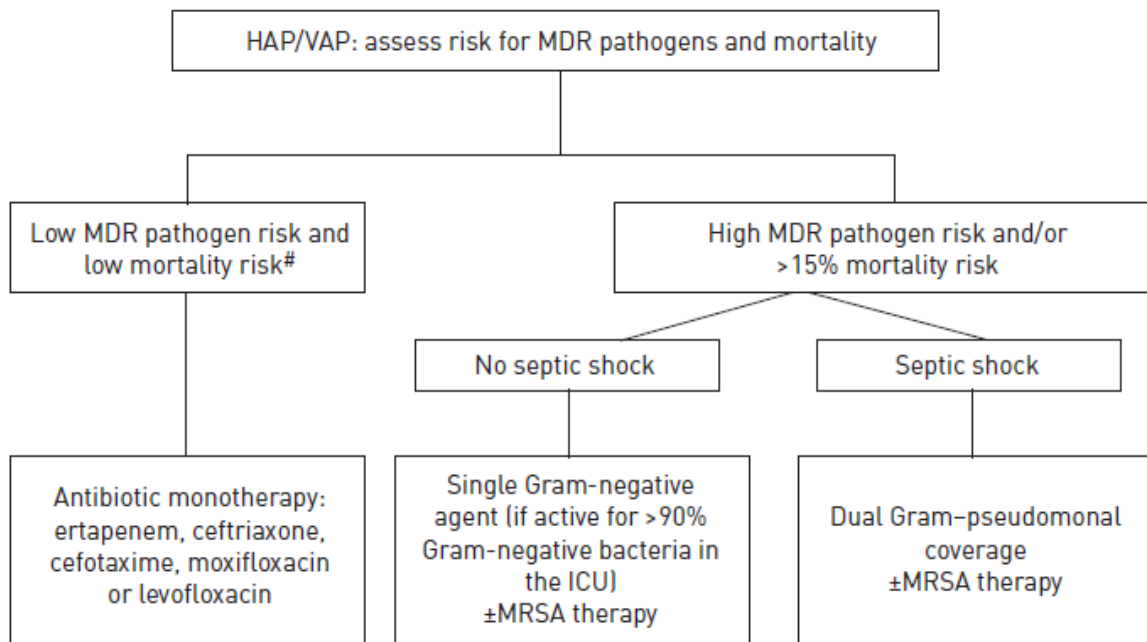 HAP/VAP: assess risk for MDR pathogens and mortality
Low MDR pathogen risk and
low mortality risk#
High MDR pathogen risk and/or
>15% mortality risk
No septic shock
Septic shock
Antibiotic monotherapy:
ertapenem, ceftriaxone,
cefotaxime, moxifloxacin
or levofloxacin
Single Gram-negative
agent (if active for >90%
Gram-negative bacteria in
the ICU)
±MRSA therapy
Dual Gram–pseudomonal
coverage
±MRSA therapy